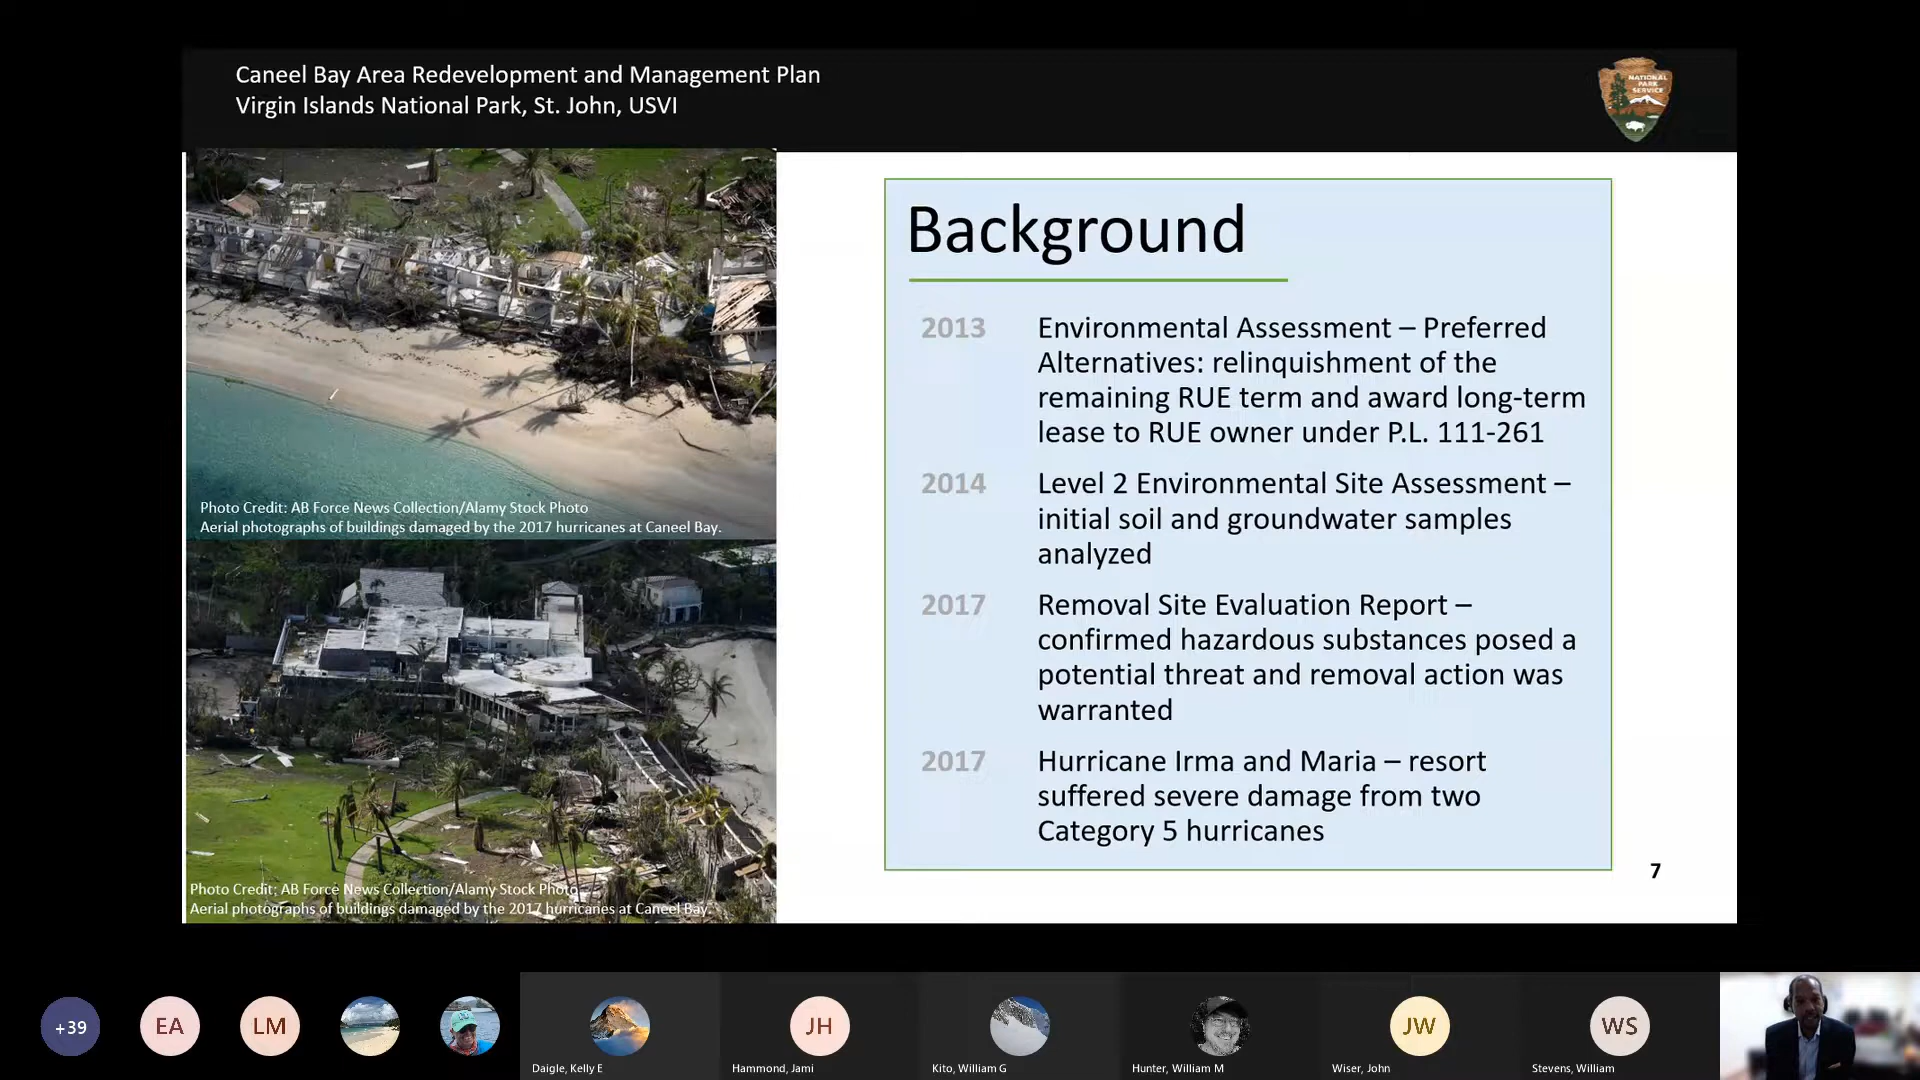 Caneel Bay Area Redevelopment and Management Plan
Virgin Islands National Park, St. John, USVI
NATIONAL
PARK
SERVICE
Photo Credit: AB Force News Collection/Alamy Stock Photo
Aerial photographs of buildings damaged by the 2017 hurricanes at Caneel Bay.
Photo Credit: AB Force News Collection/Alamy Stock Photo
Aerial photographs of buildings damaged by the 2017 hurricanes at Caneel Bay.
Background
2013 Environmental Assessment – Preferred
Alternatives: relinquishment of the
remaining RUE term and award long-term
lease to RUE owner under P.L. 111-261
2014 Level 2 Environmental Site Assessment –
initial soil and groundwater samples
analyzed
2017 Removal Site Evaluation Report –
confirmed hazardous substances posed a
potential threat and removal action was
warranted
2017 Hurricane Irma and Maria – resort
suffered severe damage from two
Category 5 hurricanes
7
+39
EA
LM
JH
JW
WS
Daigle, Kelly E
Hammond, Jami
Kito, William G
Hunter, William M
Wiser, John
Stevens, William